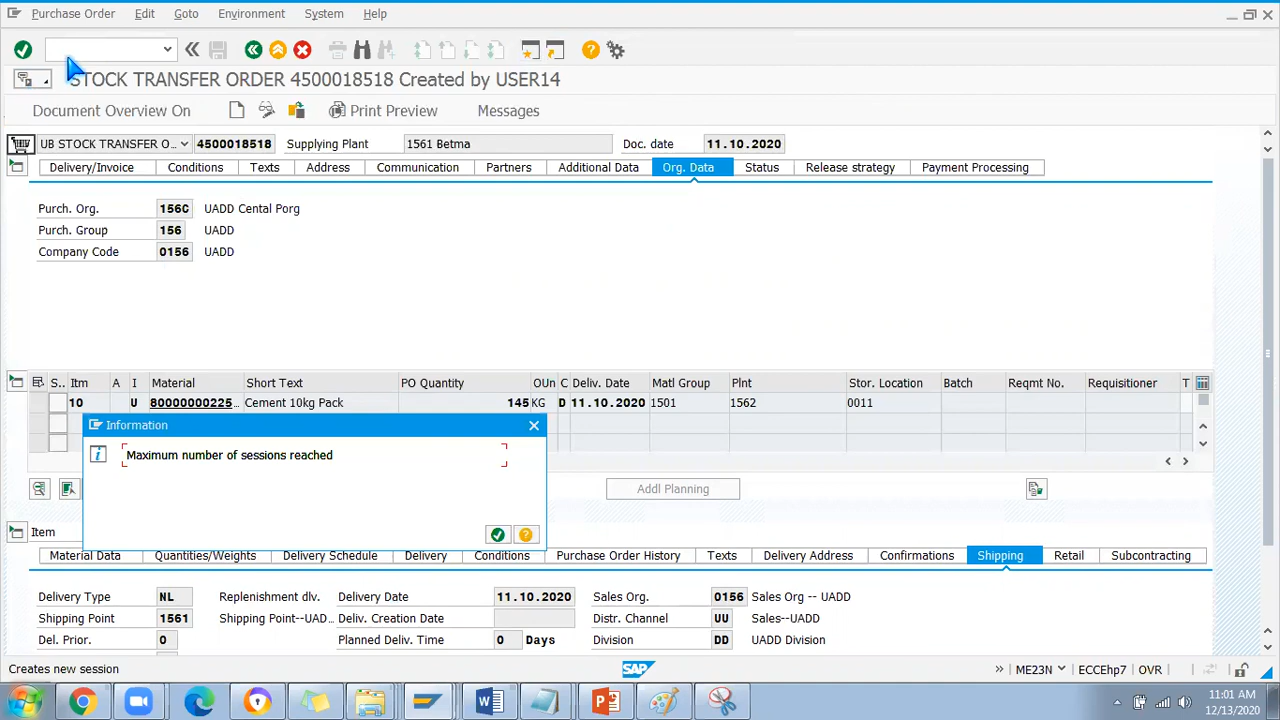 Purchase Order Edit Goto Environment System Help
STOCK TRANSFER ORDER 4500018518 Created by USER14
Document Overview On Print Preview Messages
UB STOCK TRANSFER O... 4500018518 Supplying Plant 1561 Betma Doc. date 11.10.2020
Delivery/Invoice Conditions Texts Address Communication Partners Additional Data Org. Data Status Release strategy Payment Processing
Purch. Org. 156C UADD Cental Porg
Purch. Group 156 UADD
Company Code 0156 UADD
S.. Itm A I Material Short Text PO Quantity OUn C Deliv. Date Matl Group Plnt Stor. Location Batch Reqmt No. Requisitioner T
10 U 80000000225... Cement 10kg Pack 145 KG D 11.10.2020 1501 1562 0011
Information
Maximum number of sessions reached
Addl Planning
Item
Material Data Quantities/Weights Delivery Schedule Delivery Conditions Purchase Order History Texts Delivery Address Confirmations Shipping Retail Subcontracting
Delivery Type NL Replenishment dlv. Delivery Date 11.10.2020 Sales Org. 0156 Sales Org -- UADD
Shipping Point 1561 Shipping Point--UAD... Deliv. Creation Date Distr. Channel UU Sales--UADD
Del. Prior. 0 Planned Deliv. Time 0 Days Division DD UADD Division
Creates new session SAP ME23N ECCEhp7 OVR
11:01 AM
12/13/2020